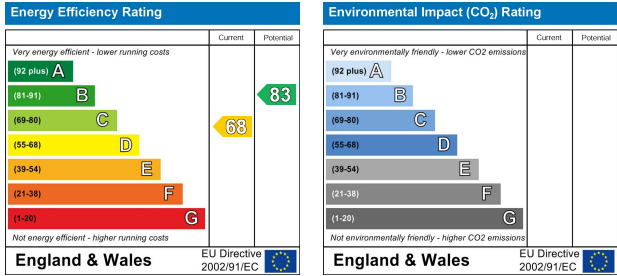 Energy Efficiency Rating
Current Potential
Very energy efficient - lower running costs
(92 plus) A
(81-91) B
83
(69-80) C
68
(55-68) D
(39-54) E
(21-38) F
(1-20) G
Not energy efficient - higher running costs
England & Wales
EU Directive
2002/91/EC
Environmental Impact (CO2) Rating
Current Potential
Very environmentally friendly - lower CO2 emissions
(92 plus) A
(81-91) B
(69-80) C
(55-68) D
(39-54) E
(21-38) F
(1-20) G
Not environmentally friendly - higher CO2 emissions
England & Wales
EU Directive
2002/91/EC